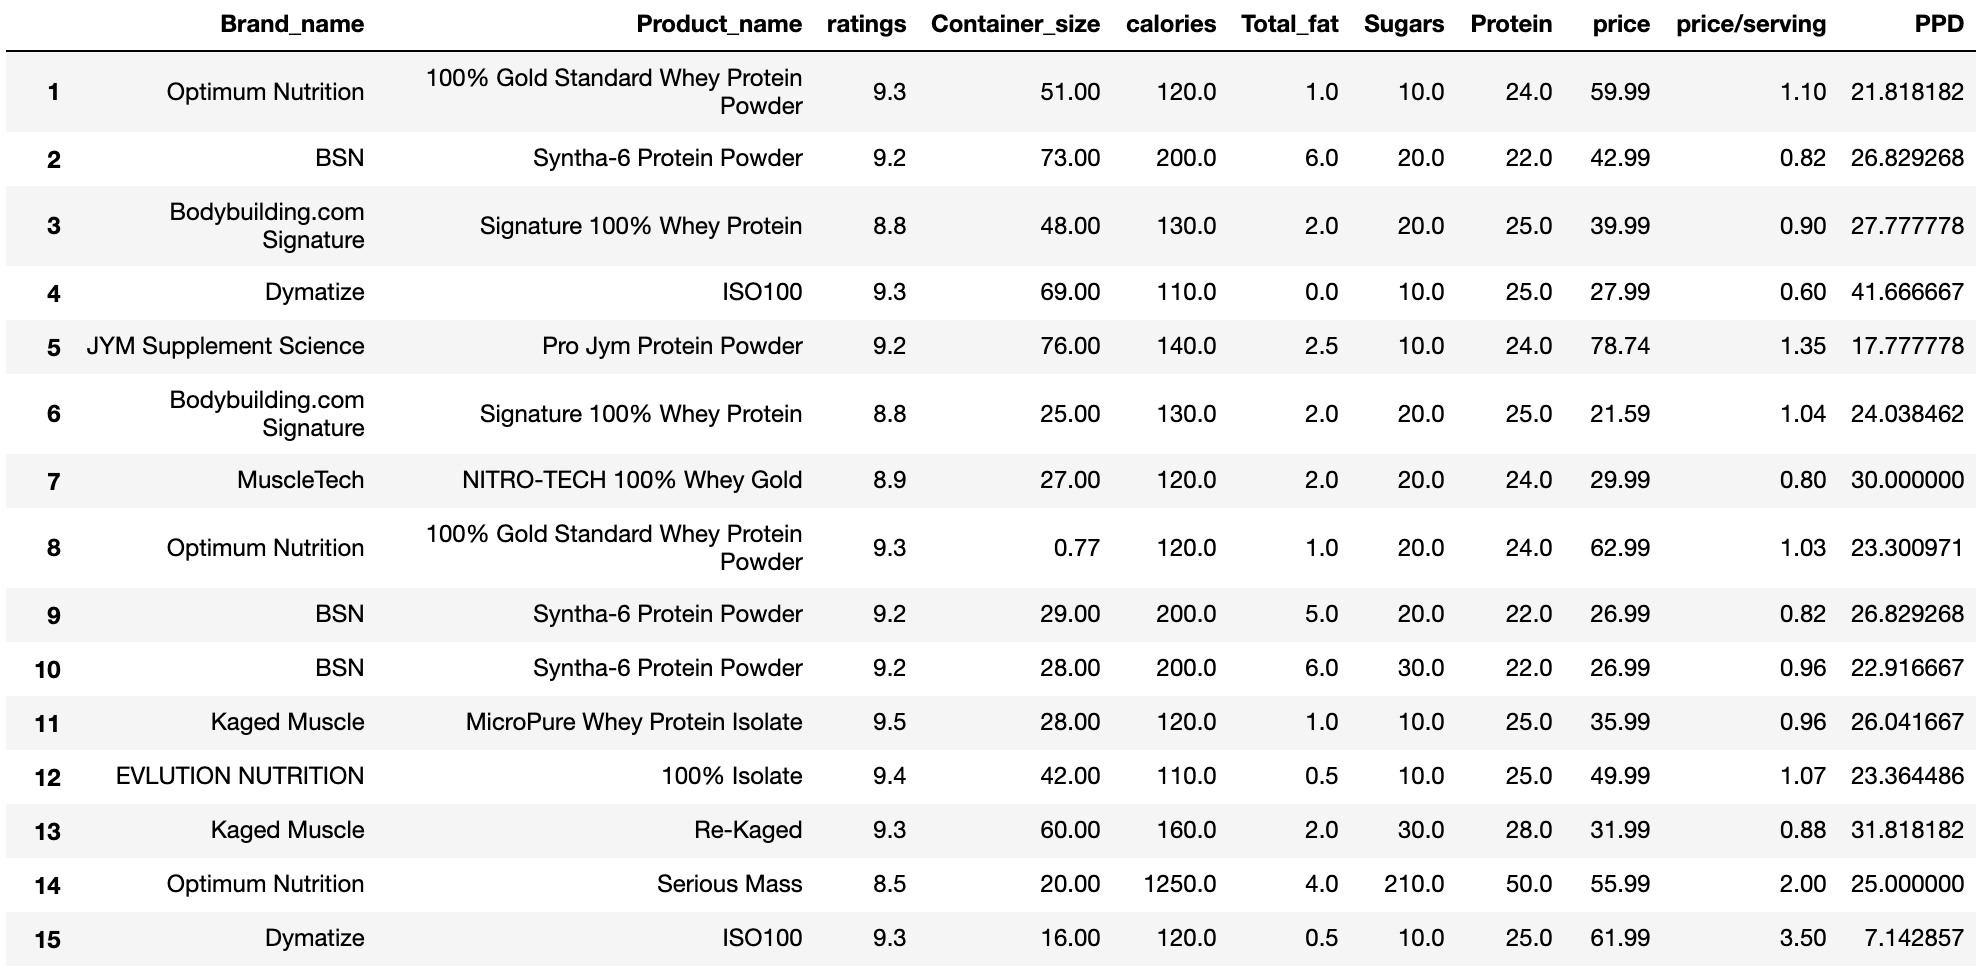 Brand_name Product_name ratings Container_size calories Total_fat Sugars Protein price price/serving PPD
1 Optimum Nutrition 100% Gold Standard Whey Protein Powder 9.3 51.00 120.0 1.0 10.0 24.0 59.99 1.10 21.818182
2 BSN Syntha-6 Protein Powder 9.2 73.00 200.0 6.0 20.0 22.0 42.99 0.82 26.829268
3 Bodybuilding.com Signature Signature 100% Whey Protein 8.8 48.00 130.0 2.0 20.0 25.0 39.99 0.90 27.777778
4 Dymatize ISO100 9.3 69.00 110.0 0.0 10.0 25.0 27.99 0.60 41.666667
5 JYM Supplement Science Pro Jym Protein Powder 9.2 76.00 140.0 2.5 10.0 24.0 78.74 1.35 17.777778
6 Bodybuilding.com Signature Signature 100% Whey Protein 8.8 25.00 130.0 2.0 20.0 25.0 21.59 1.04 24.038462
7 MuscleTech NITRO-TECH 100% Whey Gold 8.9 27.00 120.0 2.0 20.0 24.0 29.99 0.80 30.000000
8 Optimum Nutrition 100% Gold Standard Whey Protein Powder 9.3 0.77 120.0 1.0 20.0 24.0 62.99 1.03 23.300971
9 BSN Syntha-6 Protein Powder 9.2 29.00 200.0 5.0 20.0 22.0 26.99 0.82 26.829268
10 BSN Syntha-6 Protein Powder 9.2 28.00 200.0 6.0 30.0 22.0 26.99 0.96 22.916667
11 Kaged Muscle MicroPure Whey Protein Isolate 9.5 28.00 120.0 1.0 10.0 25.0 35.99 0.96 26.041667
12 EVLUTION NUTRITION 100% Isolate 9.4 42.00 110.0 0.5 10.0 25.0 49.99 1.07 23.364486
13 Kaged Muscle Re-Kaged 9.3 60.00 160.0 2.0 30.0 28.0 31.99 0.88 31.818182
14 Optimum Nutrition Serious Mass 8.5 20.00 1250.0 4.0 210.0 50.0 55.99 2.00 25.000000
15 Dymatize ISO100 9.3 16.00 120.0 0.5 10.0 25.0 61.99 3.50 7.142857